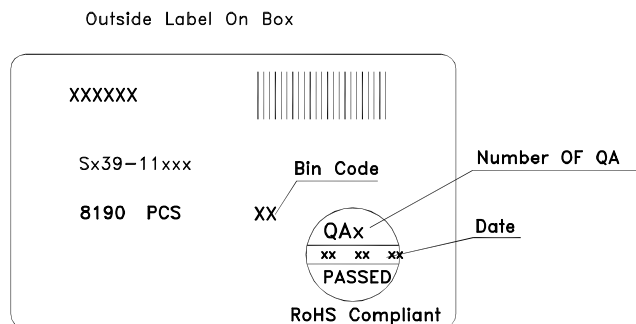 Outside Label On Box
XXXXXX
Sx39-11xxx
Bin Code
Number OF QA
8190 PCS
XX
QAx
Date
xx xx xx
PASSED
RoHS Compliant